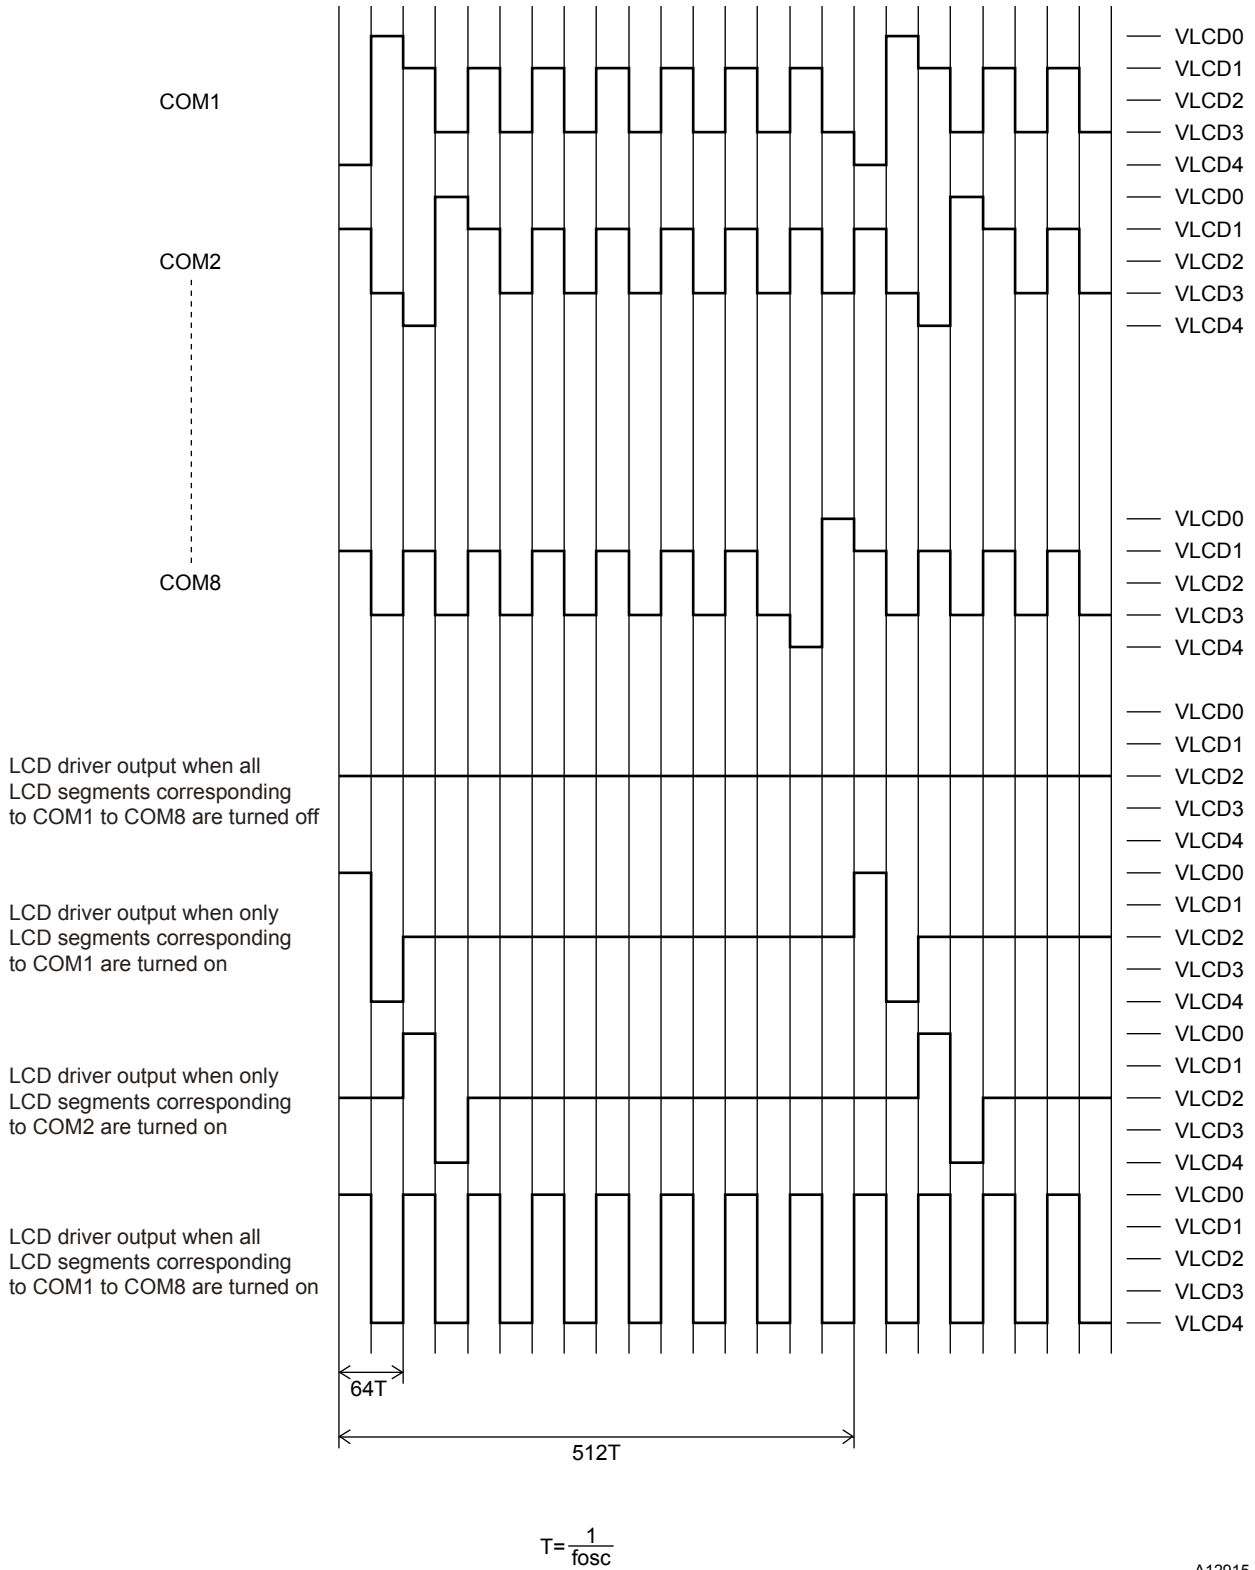 VLCD0
VLCD1
COM1
VLCD2
VLCD3
VLCD4
VLCD0
VLCD1
COM2
VLCD2
VLCD3
VLCD4
VLCD0
VLCD1
COM8
VLCD2
VLCD3
VLCD4
VLCD0
VLCD1
LCD driver output when all
LCD segments corresponding
to COM1 to COM8 are turned off
VLCD2
VLCD3
VLCD4
VLCD0
VLCD1
LCD driver output when only
LCD segments corresponding
to COM1 are turned on
VLCD2
VLCD3
VLCD4
VLCD0
VLCD1
LCD driver output when only
LCD segments corresponding
to COM2 are turned on
VLCD2
VLCD3
VLCD4
VLCD0
VLCD1
LCD driver output when all
LCD segments corresponding
to COM1 to COM8 are turned on
VLCD2
VLCD3
VLCD4
64T
512T
T=1/fosc